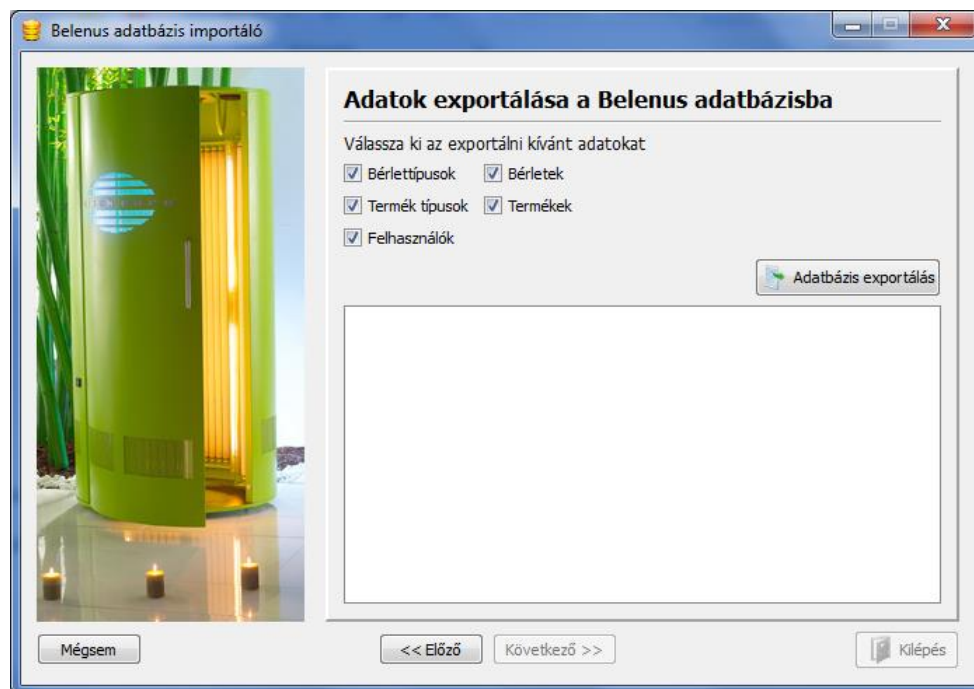 Belenus adatbázis importáló
Adatok exportálása a Belenus adatbázisba
Válassza ki az exportálni kívánt adatokat
Bérlettípusok Bérletek
Termék típusok Termékek
Felhasználók
Adatbázis exportálás
Mégsem << Előző Következő >> Kilépés